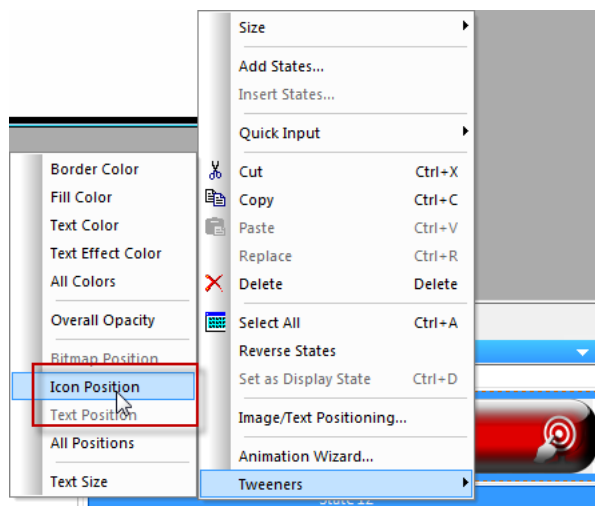 Size
Add States...
Insert States...
Quick Input
Cut Ctrl+X
Copy Ctrl+C
Paste Ctrl+V
Replace Ctrl+R
Delete Delete
Select All Ctrl+A
Reverse States
Set as Display State Ctrl+D
Image/Text Positioning...
Animation Wizard...
Tweeners
Border Color
Fill Color
Text Color
Text Effect Color
All Colors
Overall Opacity
Bitmap Position
Icon Position
Text Position
All Positions
Text Size
State 12